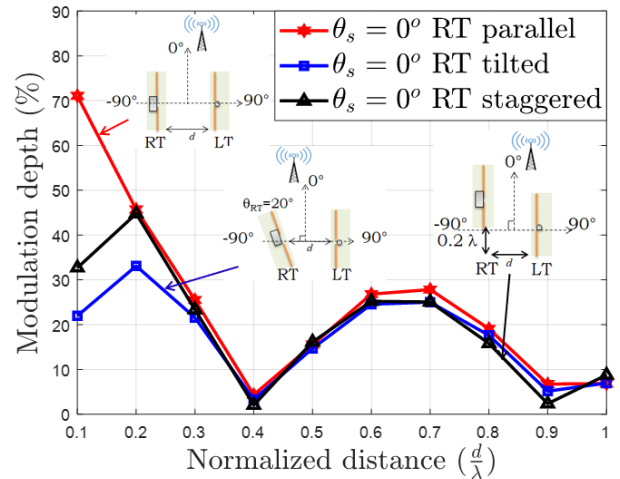 90
80
70
60
50
40
30
20
10
0
Modulation depth (%)
θₛ = 0ᵒ RT parallel
θₛ = 0ᵒ RT tilted
θₛ = 0ᵒ RT staggered
0°
-90°
90°
RT
d
LT
0°
θRT=20°
-90°
90°
d
RT
LT
0°
-90°
90°
0.2 λ
d
RT
LT
0.1
0.2
0.3
0.4
0.5
0.6
0.7
0.8
0.9
1
Normalized distance (d/λ)